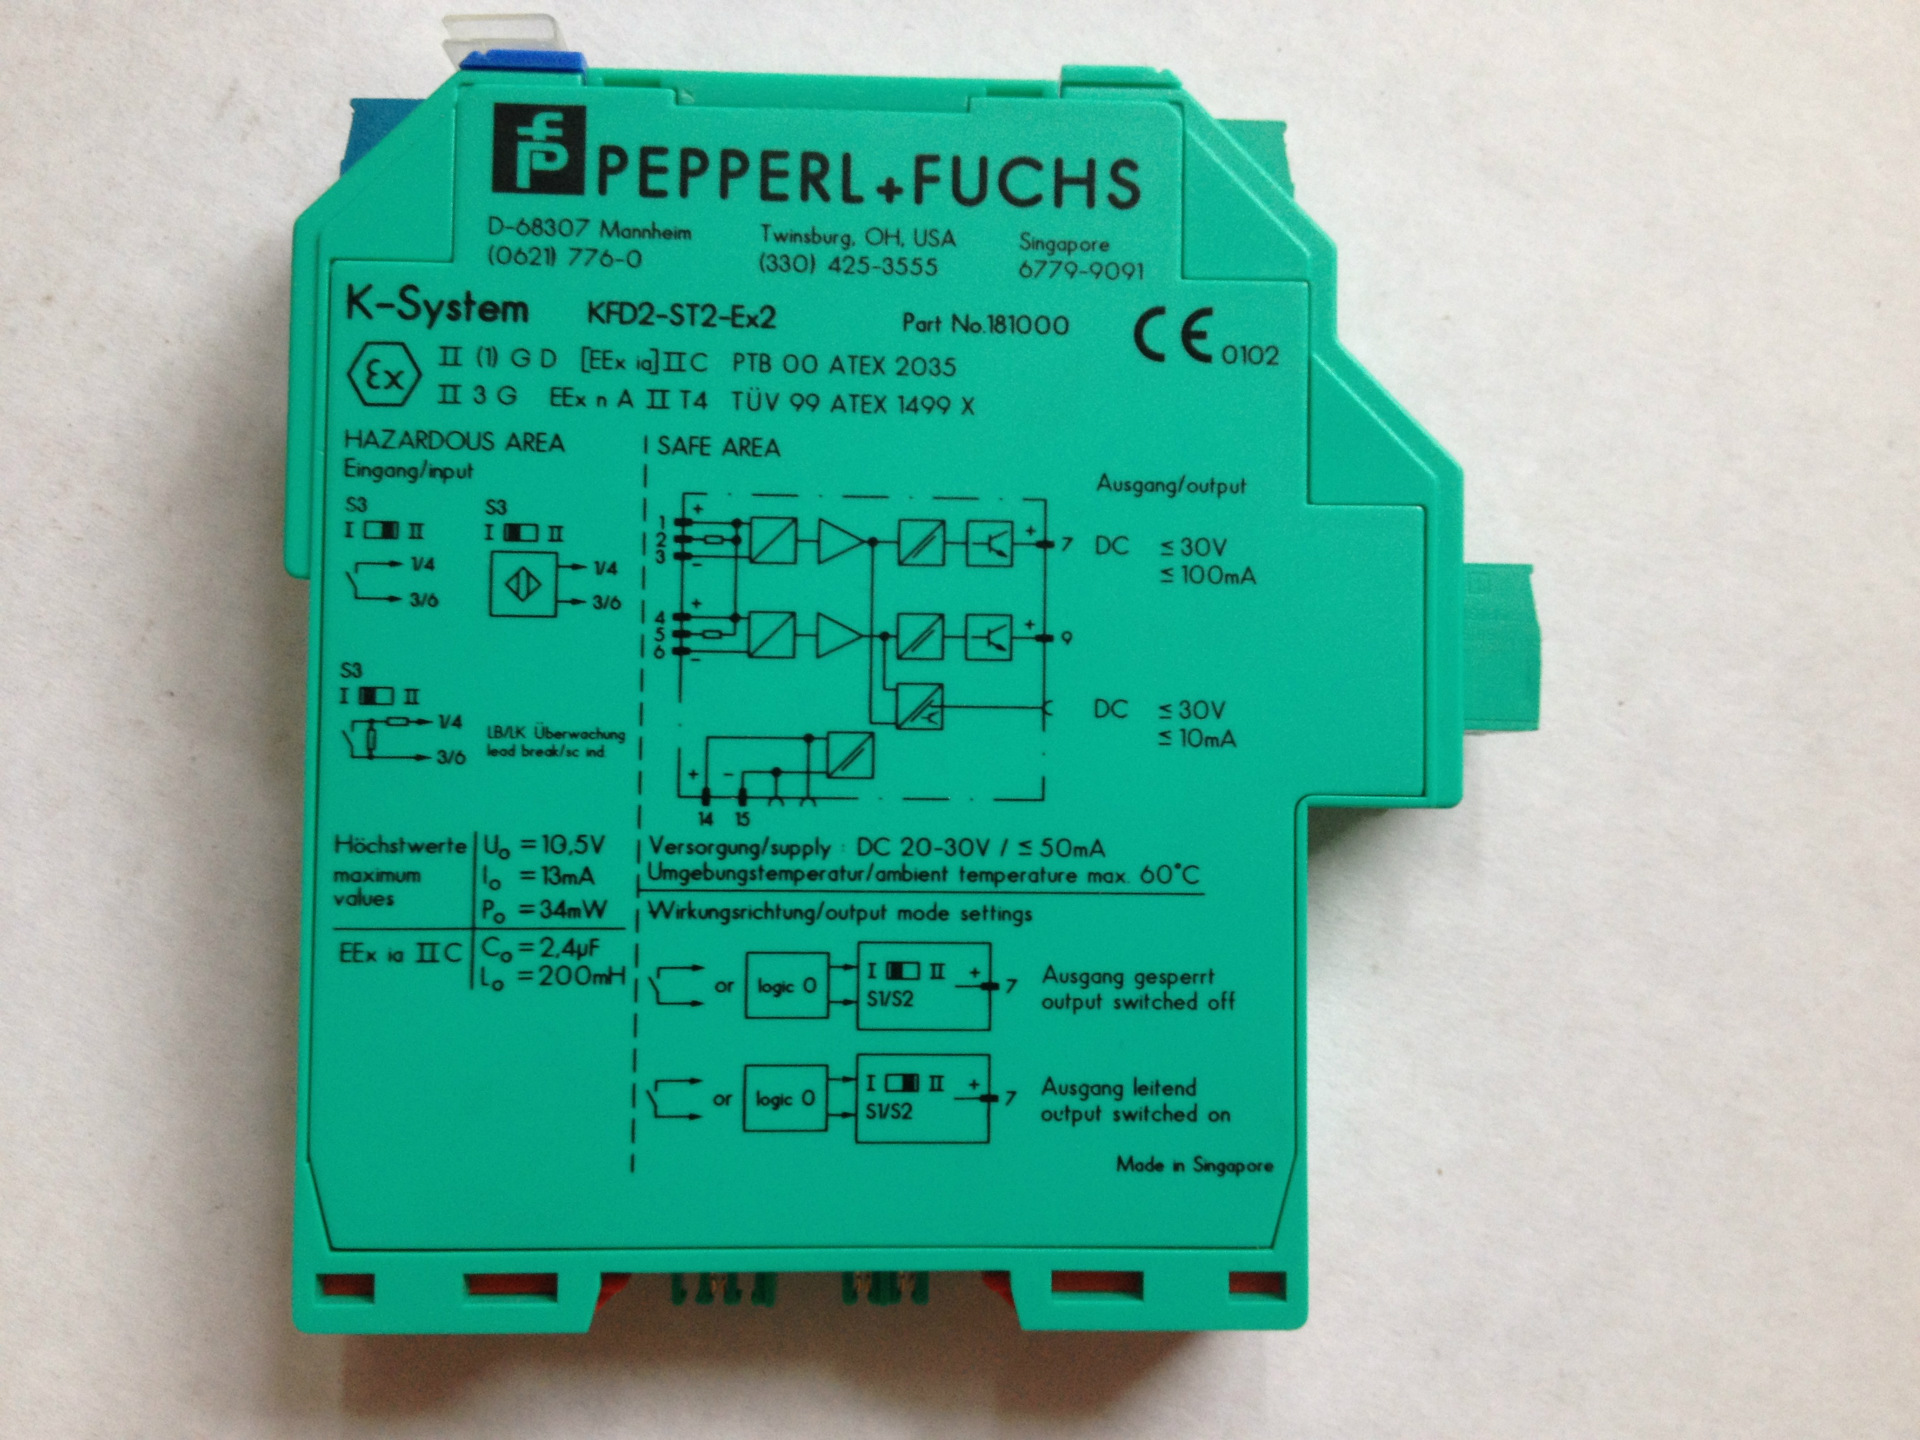 fp PEPPERL+FUCHS
D-68307 Mannheim Twinsburg, OH, USA Singapore
(0621) 776-0 (330) 425-3555 6779-9091
K-System KFD2-ST2-Ex2 Part No.181000 CE 0102
Ex II (1) G D [EEx ia] II C PTB 00 ATEX 2035
II 3 G EEx n A II T4 TÜV 99 ATEX 1499 X
HAZARDOUS AREA
Eingang/input
S3 S3
I II I II
1/4 1/4
3/6 3/6
S3
I II
1/4
3/6
LB/LK Überwachung
lead break/sc ind.
Höchstwerte
maximum
values
U₀ = 10,5V
I₀ = 13mA
P₀ = 34mW
EEx ia II C
C₀ = 2,4µF
L₀ = 200mH
SAFE AREA
Ausgang/output
1 +
2
3 -
+ 7 DC ≤ 30V
≤ 100mA
4 +
5
6 -
+ 9
DC ≤ 30V
≤ 10mA
+ -
14 15
Versorgung/supply : DC 20-30V / ≤ 50mA
Umgebungstemperatur/ambient temperature max. 60°C
Wirkungsrichtung/output mode settings
or logic 0 I II + 7 Ausgang gesperrt
S1/S2 output switched off
or logic 0 I II + 7 Ausgang leitend
S1/S2 output switched on
Made in Singapore